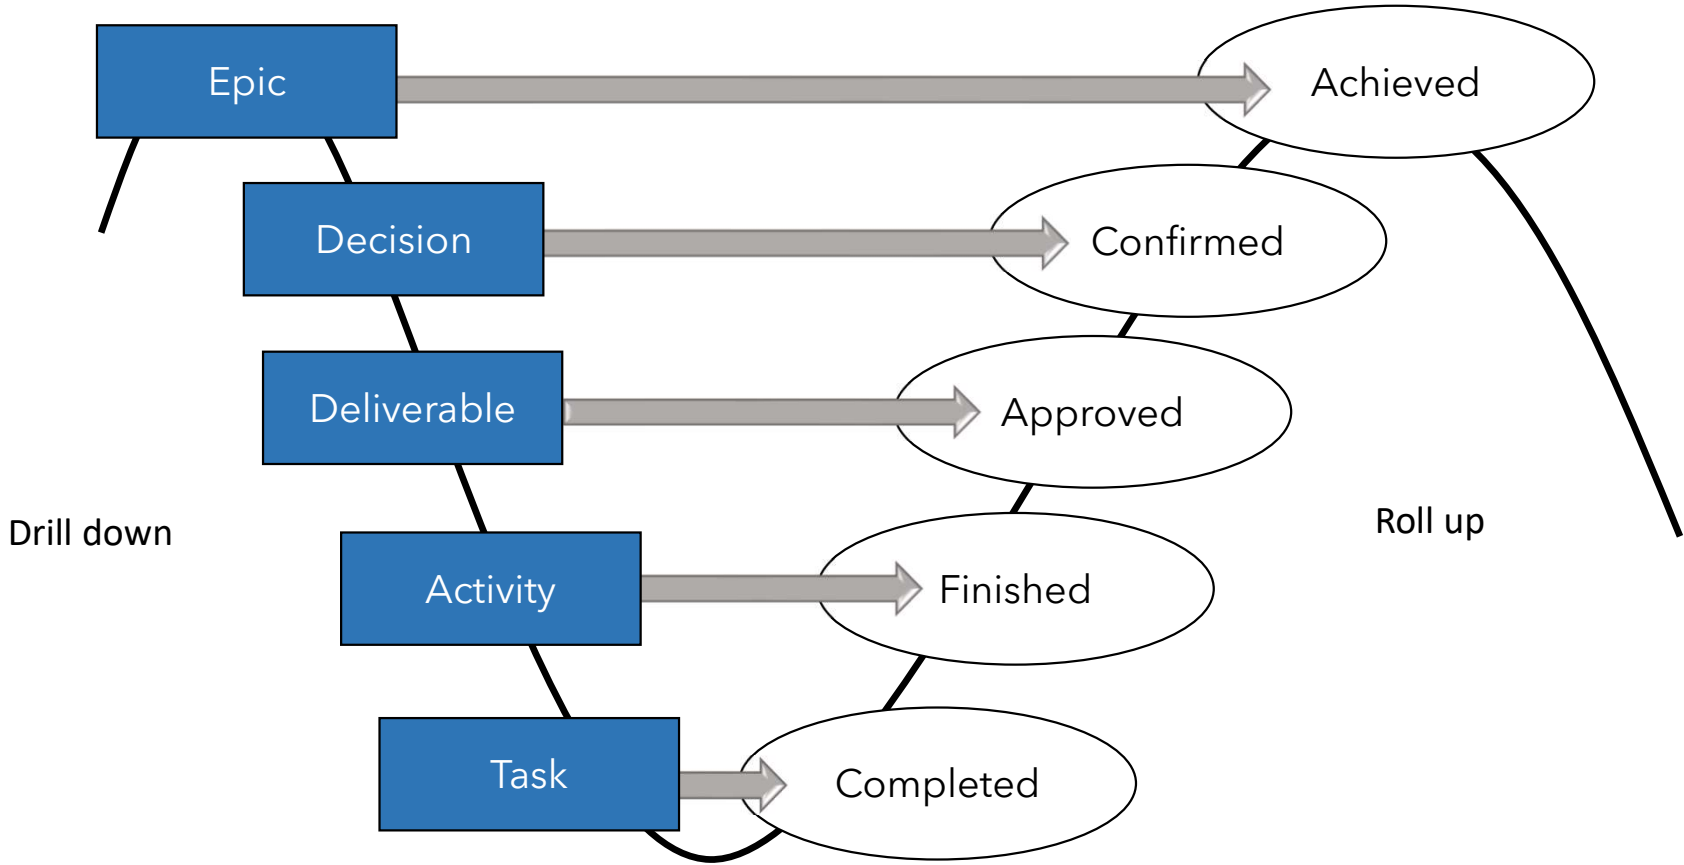 Epic
Achieved
Decision
Confirmed
Deliverable
Approved
Drill down
Roll up
Activity
Finished
Task
Completed